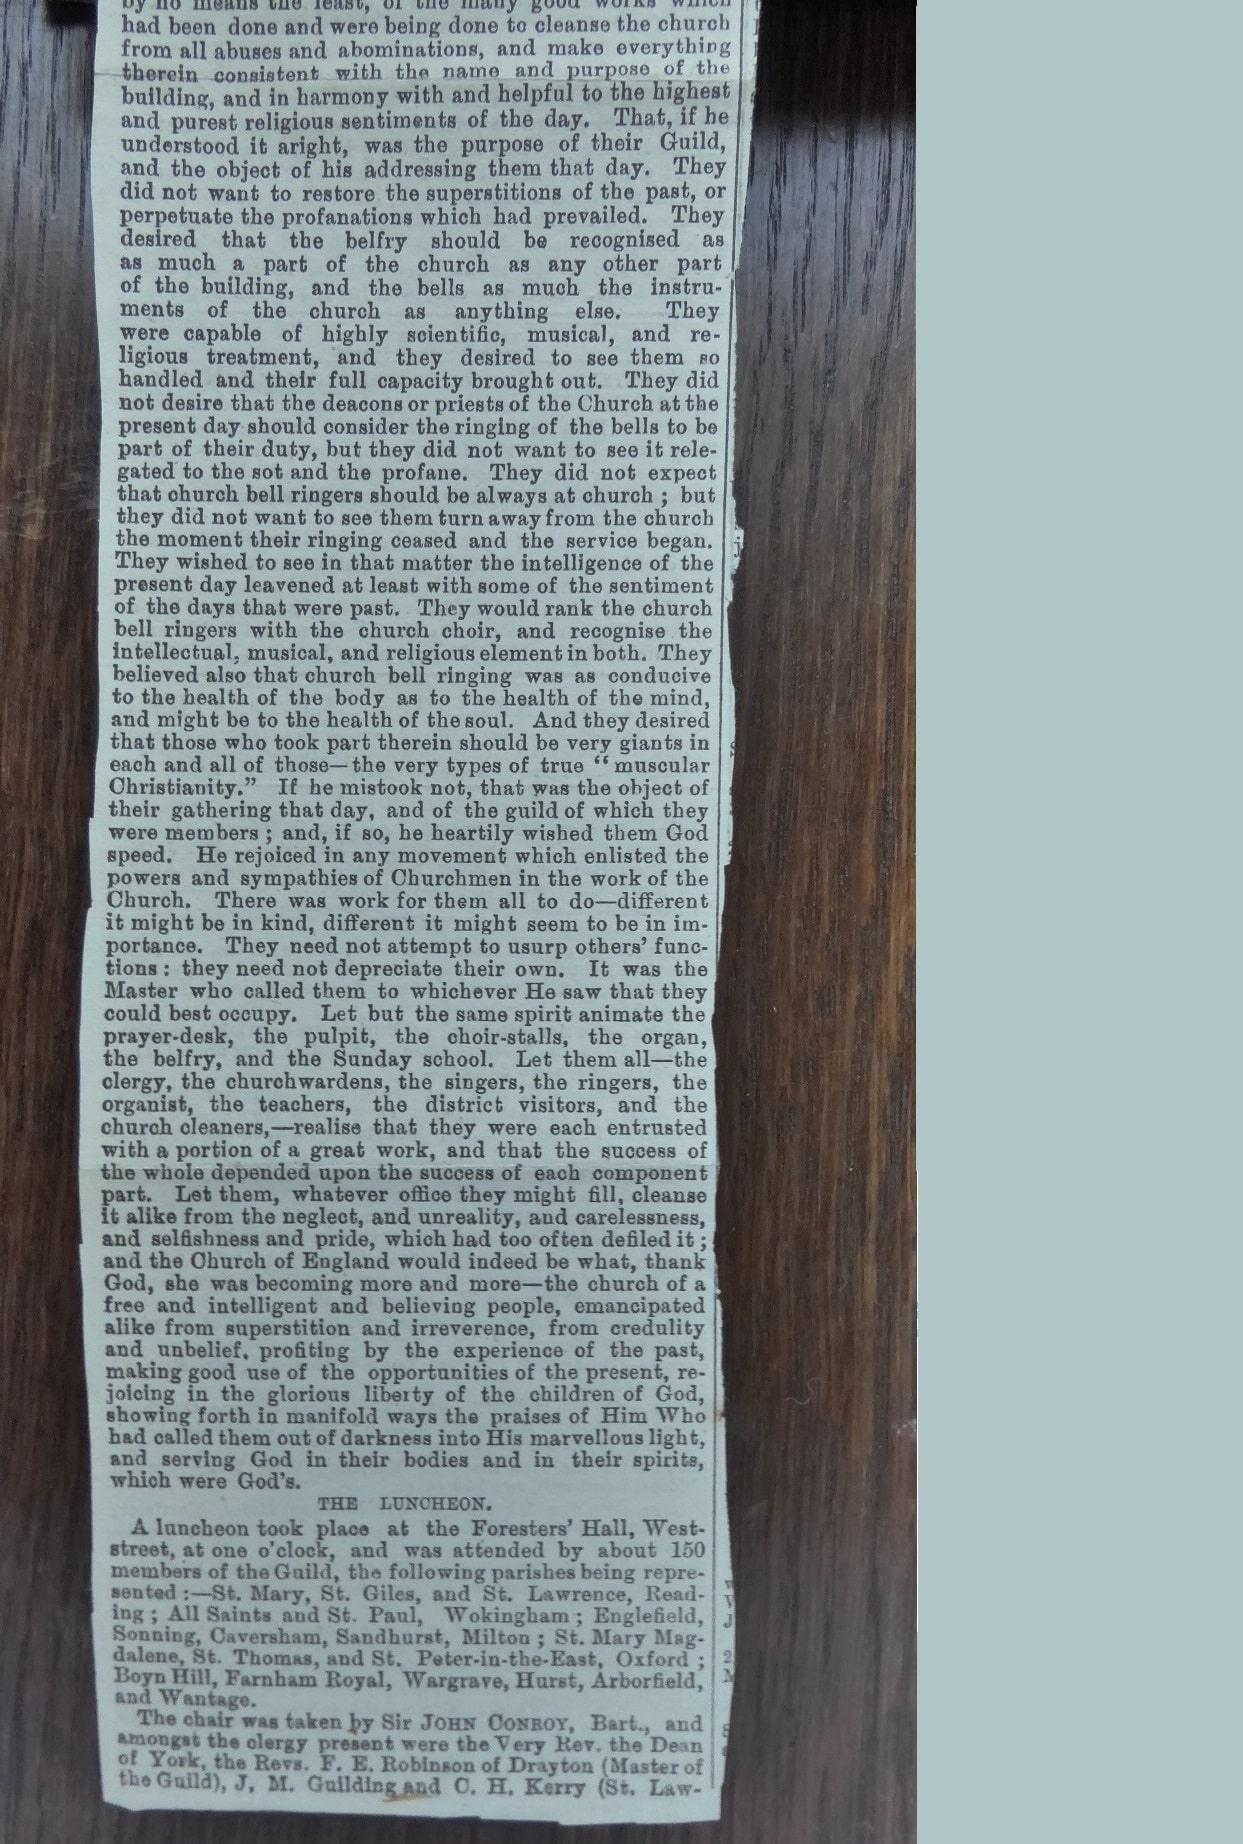 by no means the least, of the many good works which
had been done and were being done to cleanse the church
from all abuses and abominations, and make everything
therein consistent with the name and purpose of the
building, and in harmony with and helpful to the highest
and purest religious sentiments of the day. That, if he
understood it aright, was the purpose of their Guild,
and the object of his addressing them that day. They
did not want to restore the superstitions of the past, or
perpetuate the profanations which had prevailed. They
desired that the belfry should be recognised as
as much a part of the church as any other part
of the building, and the bells as much the instru-
ments of the church as anything else. They
were capable of highly scientific, musical, and re-
ligious treatment, and they desired to see them so
handled and their full capacity brought out. They did
not desire that the deacons or priests of the Church at the
present day should consider the ringing of the bells to be
part of their duty, but they did not want to see it rele-
gated to the sot and the profane. They did not expect
that church bell ringers should be always at church ; but
they did not want to see them turn away from the church
the moment their ringing ceased and the service began.
They wished to see in that matter the intelligence of the
present day leavened at least with some of the sentiment
of the days that were past. They would rank the church
bell ringers with the church choir, and recognise the
intellectual, musical, and religious element in both. They
believed also that church bell ringing was as conducive
to the health of the body as to the health of the mind,
and might be to the health of the soul. And they desired
that those who took part therein should be very giants in
each and all of those—the very types of true “muscular
Christianity.” If he mistook not, that was the object of
their gathering that day, and of the guild of which they
were members ; and, if so, he heartily wished them God
speed. He rejoiced in any movement which enlisted the
powers and sympathies of Churchmen in the work of the
Church. There was work for them all to do—different
it might be in kind, different it might seem to be in im-
portance. They need not attempt to usurp others’ func-
tions : they need not depreciate their own. It was the
Master who called them to whichever He saw that they
could best occupy. Let but the same spirit animate the
prayer-desk, the pulpit, the choir-stalls, the organ,
the belfry, and the Sunday school. Let them all—the
clergy, the churchwardens, the singers, the ringers, the
organist, the teachers, the district visitors, and the
church cleaners,—realise that they were each entrusted
with a portion of a great work, and that the success of
the whole depended upon the success of each component
part. Let them, whatever office they might fill, cleanse
it alike from the neglect, and unreality, and carelessness,
and selfishness and pride, which had too often defiled it ;
and the Church of England would indeed be what, thank
God, she was becoming more and more—the church of a
free and intelligent and believing people, emancipated
alike from superstition and irreverence, from credulity
and unbelief, profiting by the experience of the past,
making good use of the opportunities of the present, re-
joicing in the glorious liberty of the children of God,
showing forth in manifold ways the praises of Him Who
had called them out of darkness into His marvellous light,
and serving God in their bodies and in their spirits,
which were God’s.
THE LUNCHEON.
A luncheon took place at the Foresters’ Hall, West-
street, at one o’clock, and was attended by about 150
members of the Guild, the following parishes being repre-
sented :—St. Mary, St. Giles, and St. Lawrence, Read-
ing ; All Saints and St. Paul, Wokingham ; Englefield,
Sonning, Caversham, Sandhurst, Milton ; St. Mary Mag-
dalene, St. Thomas, and St. Peter-in-the-East, Oxford ;
Boyn Hill, Farnham Royal, Wargrave, Hurst, Arborfield,
and Wantage.
The chair was taken by Sir JOHN CONROY, Bart., and
amongst the clergy present were the Very Rev. the Dean
of York, the Revs. F. E. Robinson of Drayton (Master of
the Guild), J. M. Guilding and C. H. Kerry (St. Law-